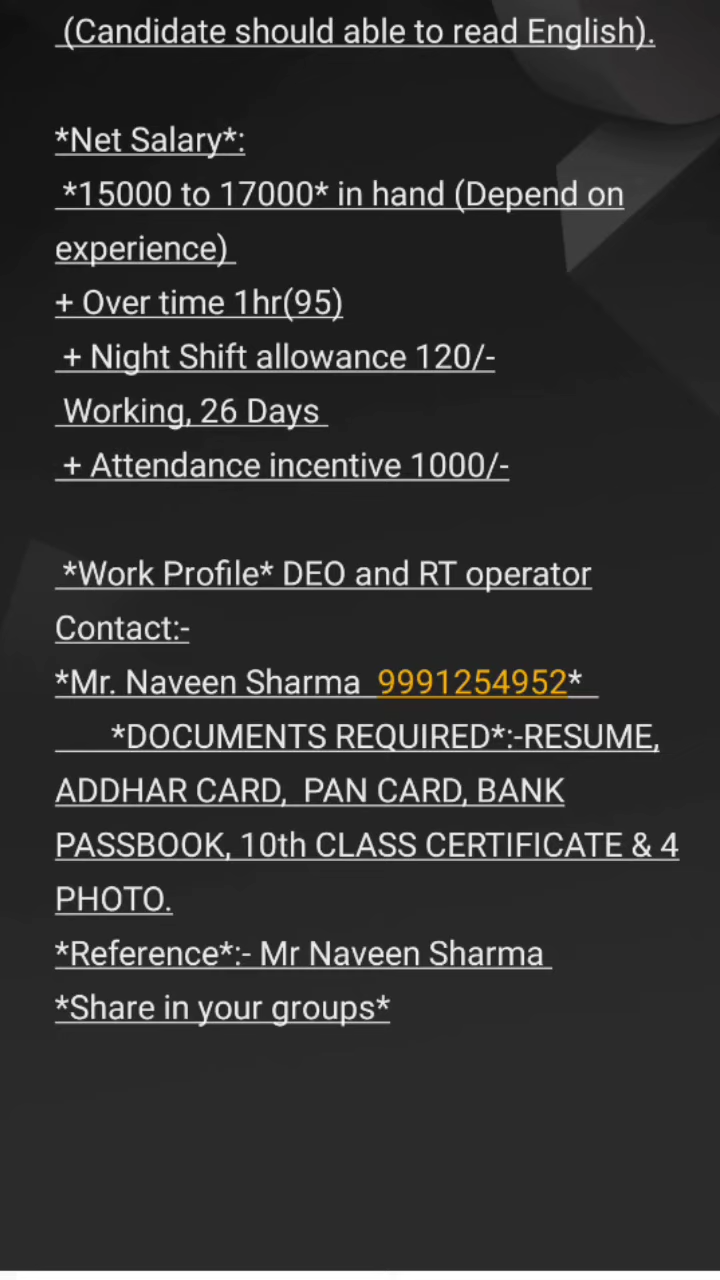 (Candidate should able to read English).
*Net Salary*:
*15000 to 17000* in hand (Depend on
experience)
+ Over time 1hr(95)
+ Night Shift allowance 120/-
Working, 26 Days
+ Attendance incentive 1000/-
*Work Profile* DEO and RT operator
Contact:-
*Mr. Naveen Sharma  9991254952*
*DOCUMENTS REQUIRED*:-RESUME,
ADDHAR CARD,  PAN CARD, BANK
PASSBOOK, 10th CLASS CERTIFICATE & 4
PHOTO.
*Reference*:- Mr Naveen Sharma
*Share in your groups*